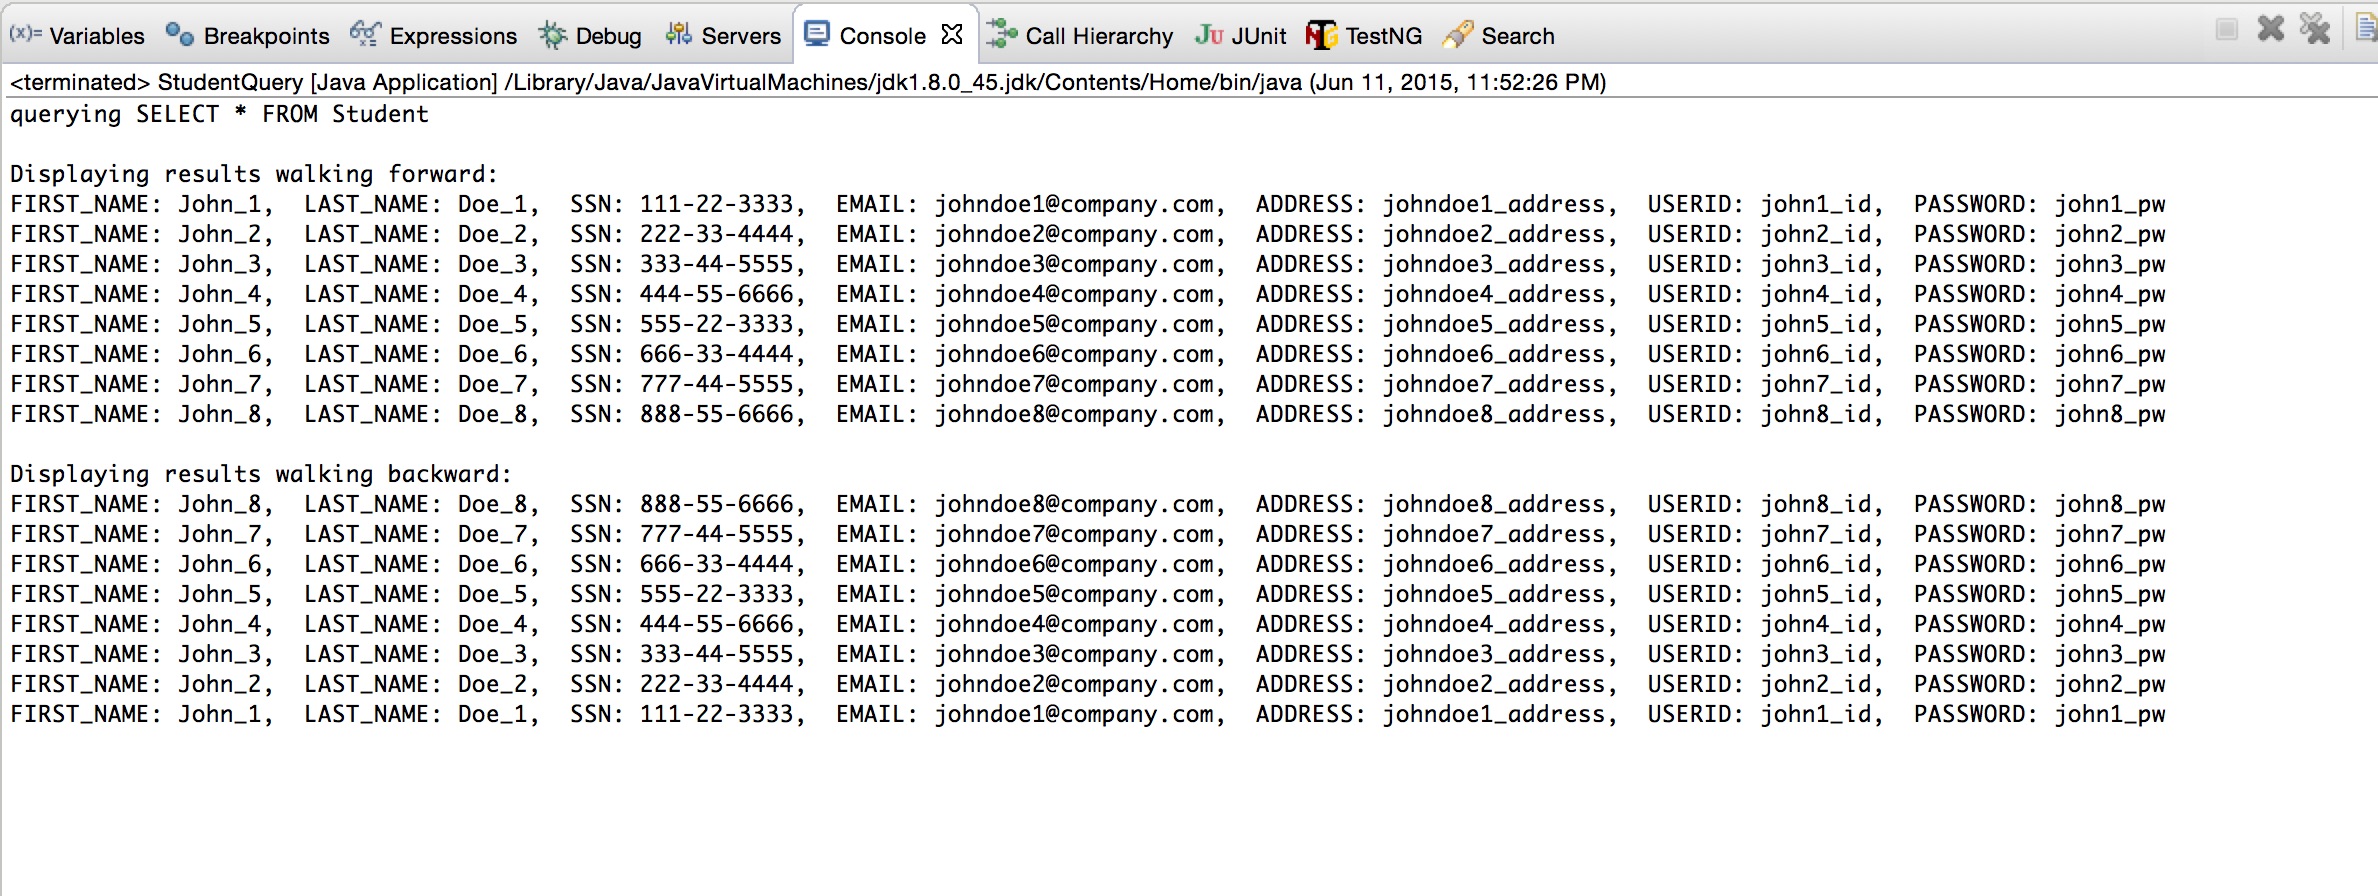 (x)= Variables Breakpoints Expressions Debug Servers Console Call Hierarchy JU JUnit TestNG Search
<terminated> StudentQuery [Java Application] /Library/Java/JavaVirtualMachines/jdk1.8.0_45.jdk/Contents/Home/bin/java (Jun 11, 2015, 11:52:26 PM)
querying SELECT * FROM Student
Displaying results walking forward:
FIRST_NAME: John_1, LAST_NAME: Doe_1, SSN: 111-22-3333, EMAIL: johndoe1@company.com, ADDRESS: johndoe1_address, USERID: john1_id, PASSWORD: john1_pw
FIRST_NAME: John_2, LAST_NAME: Doe_2, SSN: 222-33-4444, EMAIL: johndoe2@company.com, ADDRESS: johndoe2_address, USERID: john2_id, PASSWORD: john2_pw
FIRST_NAME: John_3, LAST_NAME: Doe_3, SSN: 333-44-5555, EMAIL: johndoe3@company.com, ADDRESS: johndoe3_address, USERID: john3_id, PASSWORD: john3_pw
FIRST_NAME: John_4, LAST_NAME: Doe_4, SSN: 444-55-6666, EMAIL: johndoe4@company.com, ADDRESS: johndoe4_address, USERID: john4_id, PASSWORD: john4_pw
FIRST_NAME: John_5, LAST_NAME: Doe_5, SSN: 555-22-3333, EMAIL: johndoe5@company.com, ADDRESS: johndoe5_address, USERID: john5_id, PASSWORD: john5_pw
FIRST_NAME: John_6, LAST_NAME: Doe_6, SSN: 666-33-4444, EMAIL: johndoe6@company.com, ADDRESS: johndoe6_address, USERID: john6_id, PASSWORD: john6_pw
FIRST_NAME: John_7, LAST_NAME: Doe_7, SSN: 777-44-5555, EMAIL: johndoe7@company.com, ADDRESS: johndoe7_address, USERID: john7_id, PASSWORD: john7_pw
FIRST_NAME: John_8, LAST_NAME: Doe_8, SSN: 888-55-6666, EMAIL: johndoe8@company.com, ADDRESS: johndoe8_address, USERID: john8_id, PASSWORD: john8_pw
Displaying results walking backward:
FIRST_NAME: John_8, LAST_NAME: Doe_8, SSN: 888-55-6666, EMAIL: johndoe8@company.com, ADDRESS: johndoe8_address, USERID: john8_id, PASSWORD: john8_pw
FIRST_NAME: John_7, LAST_NAME: Doe_7, SSN: 777-44-5555, EMAIL: johndoe7@company.com, ADDRESS: johndoe7_address, USERID: john7_id, PASSWORD: john7_pw
FIRST_NAME: John_6, LAST_NAME: Doe_6, SSN: 666-33-4444, EMAIL: johndoe6@company.com, ADDRESS: johndoe6_address, USERID: john6_id, PASSWORD: john6_pw
FIRST_NAME: John_5, LAST_NAME: Doe_5, SSN: 555-22-3333, EMAIL: johndoe5@company.com, ADDRESS: johndoe5_address, USERID: john5_id, PASSWORD: john5_pw
FIRST_NAME: John_4, LAST_NAME: Doe_4, SSN: 444-55-6666, EMAIL: johndoe4@company.com, ADDRESS: johndoe4_address, USERID: john4_id, PASSWORD: john4_pw
FIRST_NAME: John_3, LAST_NAME: Doe_3, SSN: 333-44-5555, EMAIL: johndoe3@company.com, ADDRESS: johndoe3_address, USERID: john3_id, PASSWORD: john3_pw
FIRST_NAME: John_2, LAST_NAME: Doe_2, SSN: 222-33-4444, EMAIL: johndoe2@company.com, ADDRESS: johndoe2_address, USERID: john2_id, PASSWORD: john2_pw
FIRST_NAME: John_1, LAST_NAME: Doe_1, SSN: 111-22-3333, EMAIL: johndoe1@company.com, ADDRESS: johndoe1_address, USERID: john1_id, PASSWORD: john1_pw